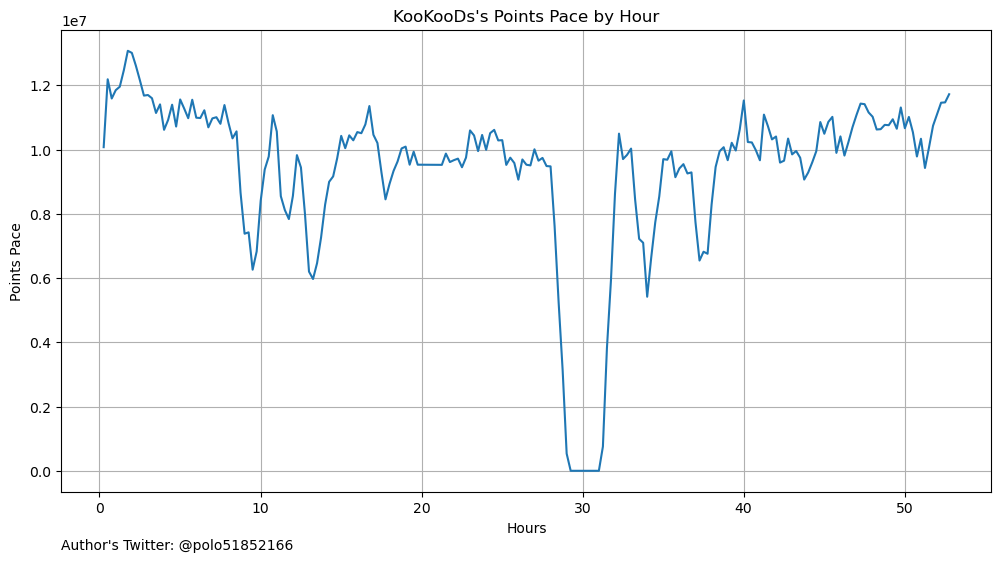 KooKooDs's Points Pace by Hour
1e7
1.2
1.0
0.8
0.6
0.4
0.2
0.0
Points Pace
0 10 20 30 40 50
Hours
Author's Twitter: @polo51852166